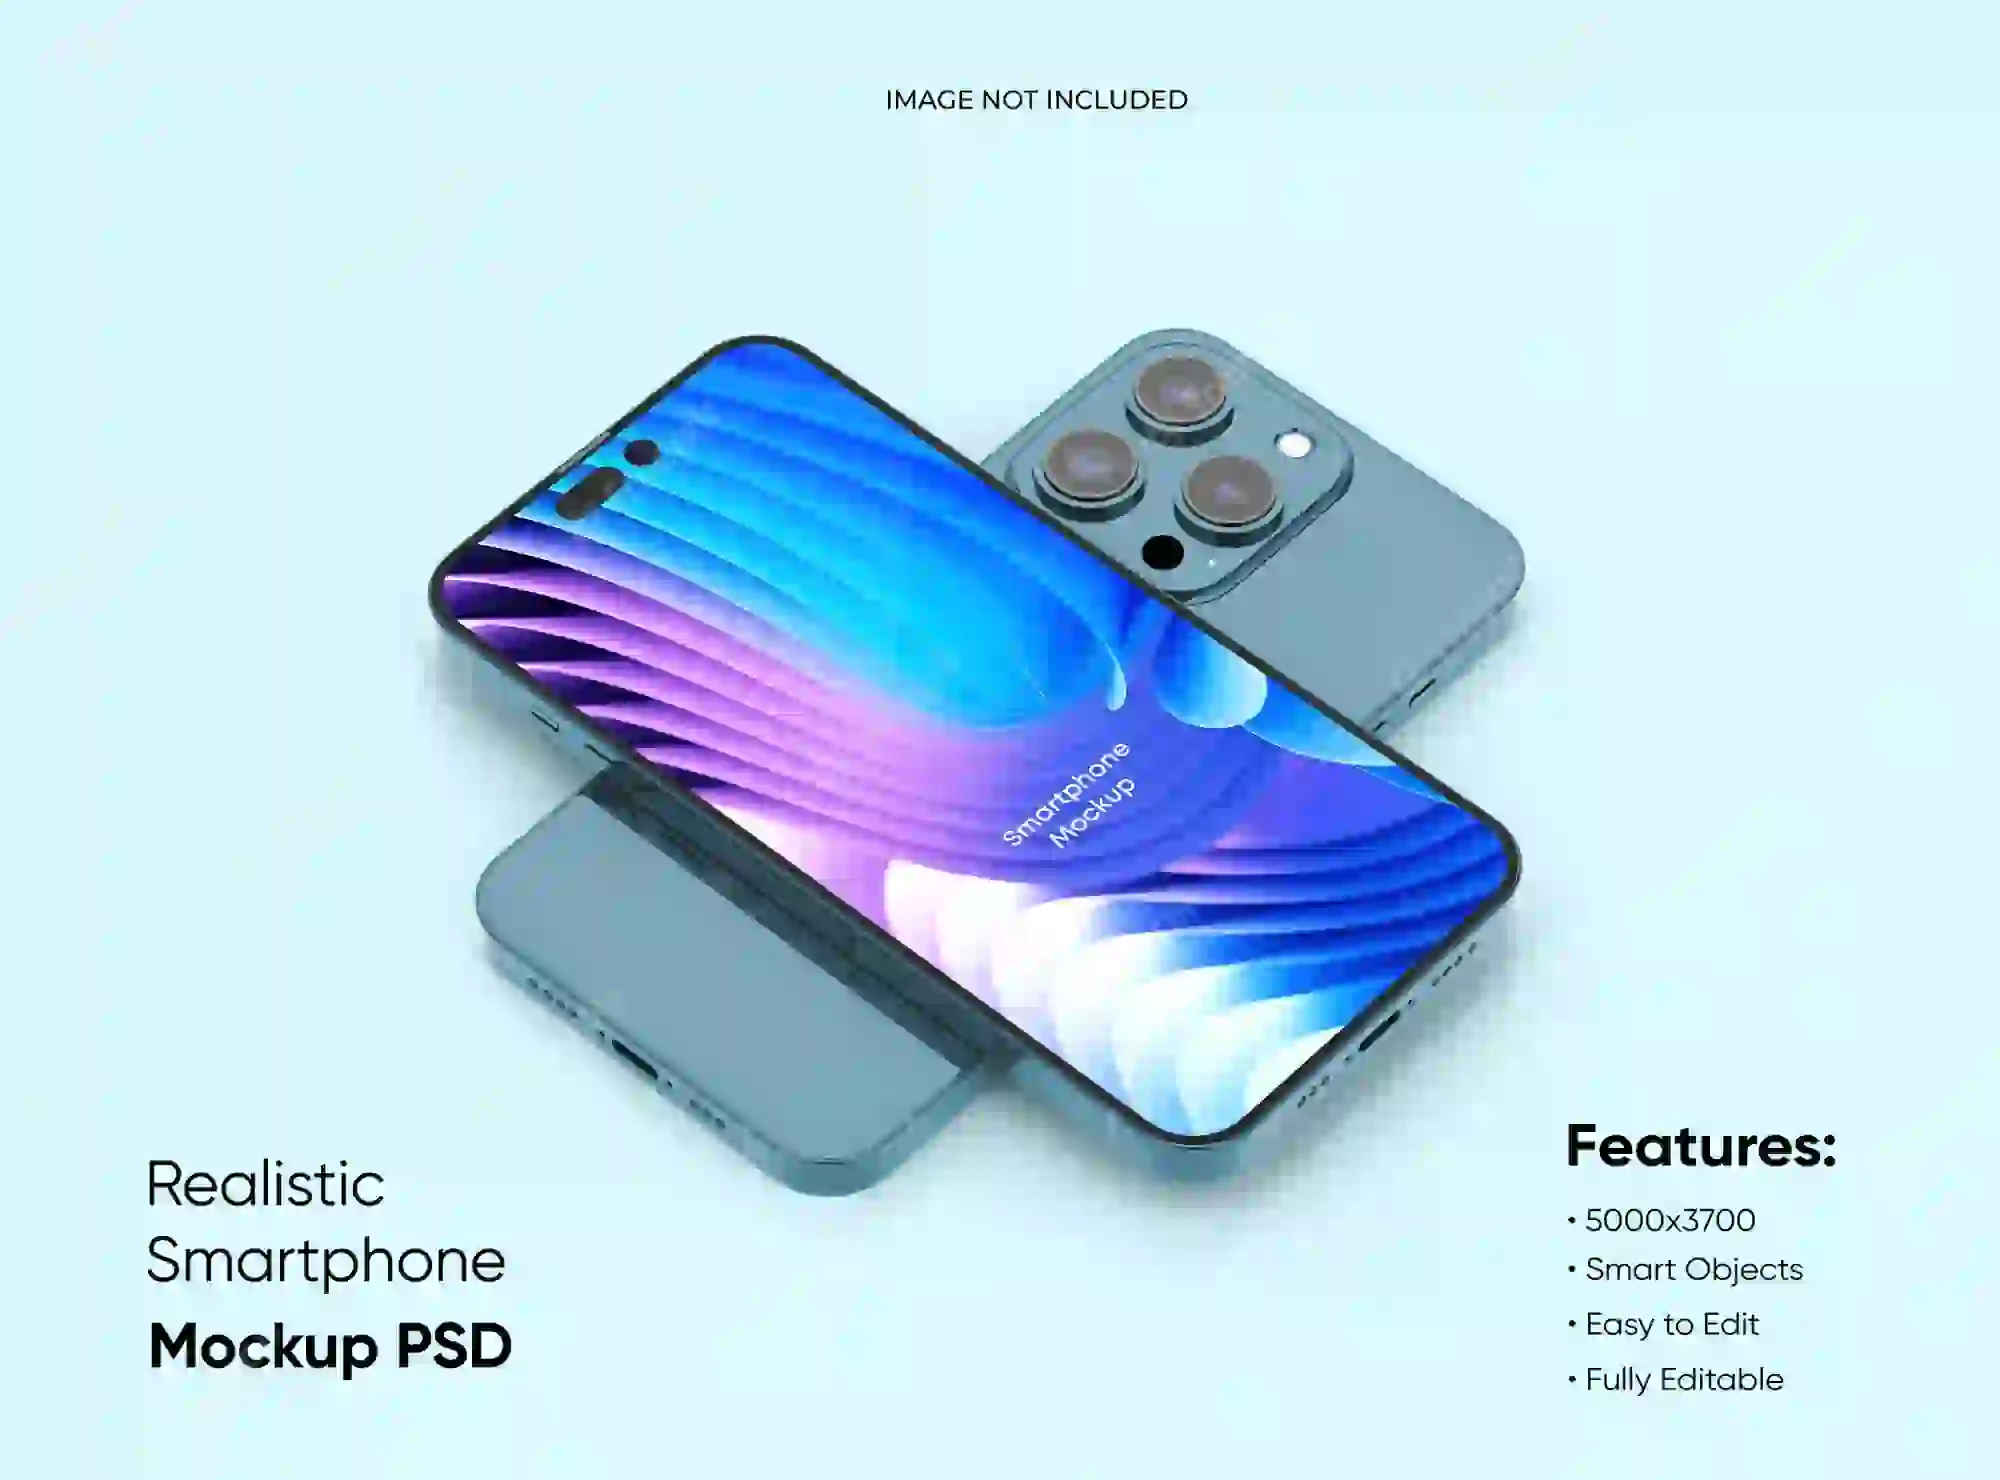 IMAGE NOT INCLUDED
Smartphone
Mockup
Realistic
Smartphone
Mockup PSD
Features:
• 5000x3700
• Smart Objects
• Easy to Edit
• Fully Editable